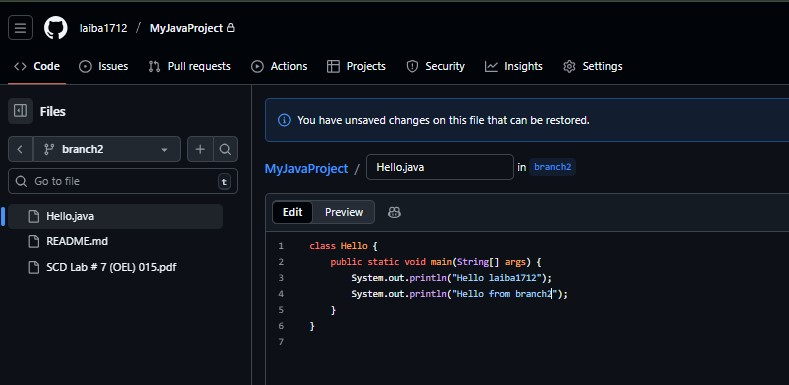 laiba1712 / MyJavaProject
Code Issues Pull requests Actions Projects Security Insights Settings
Files
branch2
Go to file t
Hello.java
README.md
SCD Lab # 7 (OEL) 015.pdf
You have unsaved changes on this file that can be restored.
MyJavaProject / Hello.java in branch2
Edit Preview
1 class Hello {
2 public static void main(String[] args) {
3 System.out.println("Hello laiba1712");
4 System.out.println("Hello from branch2");
5 }
6 }
7